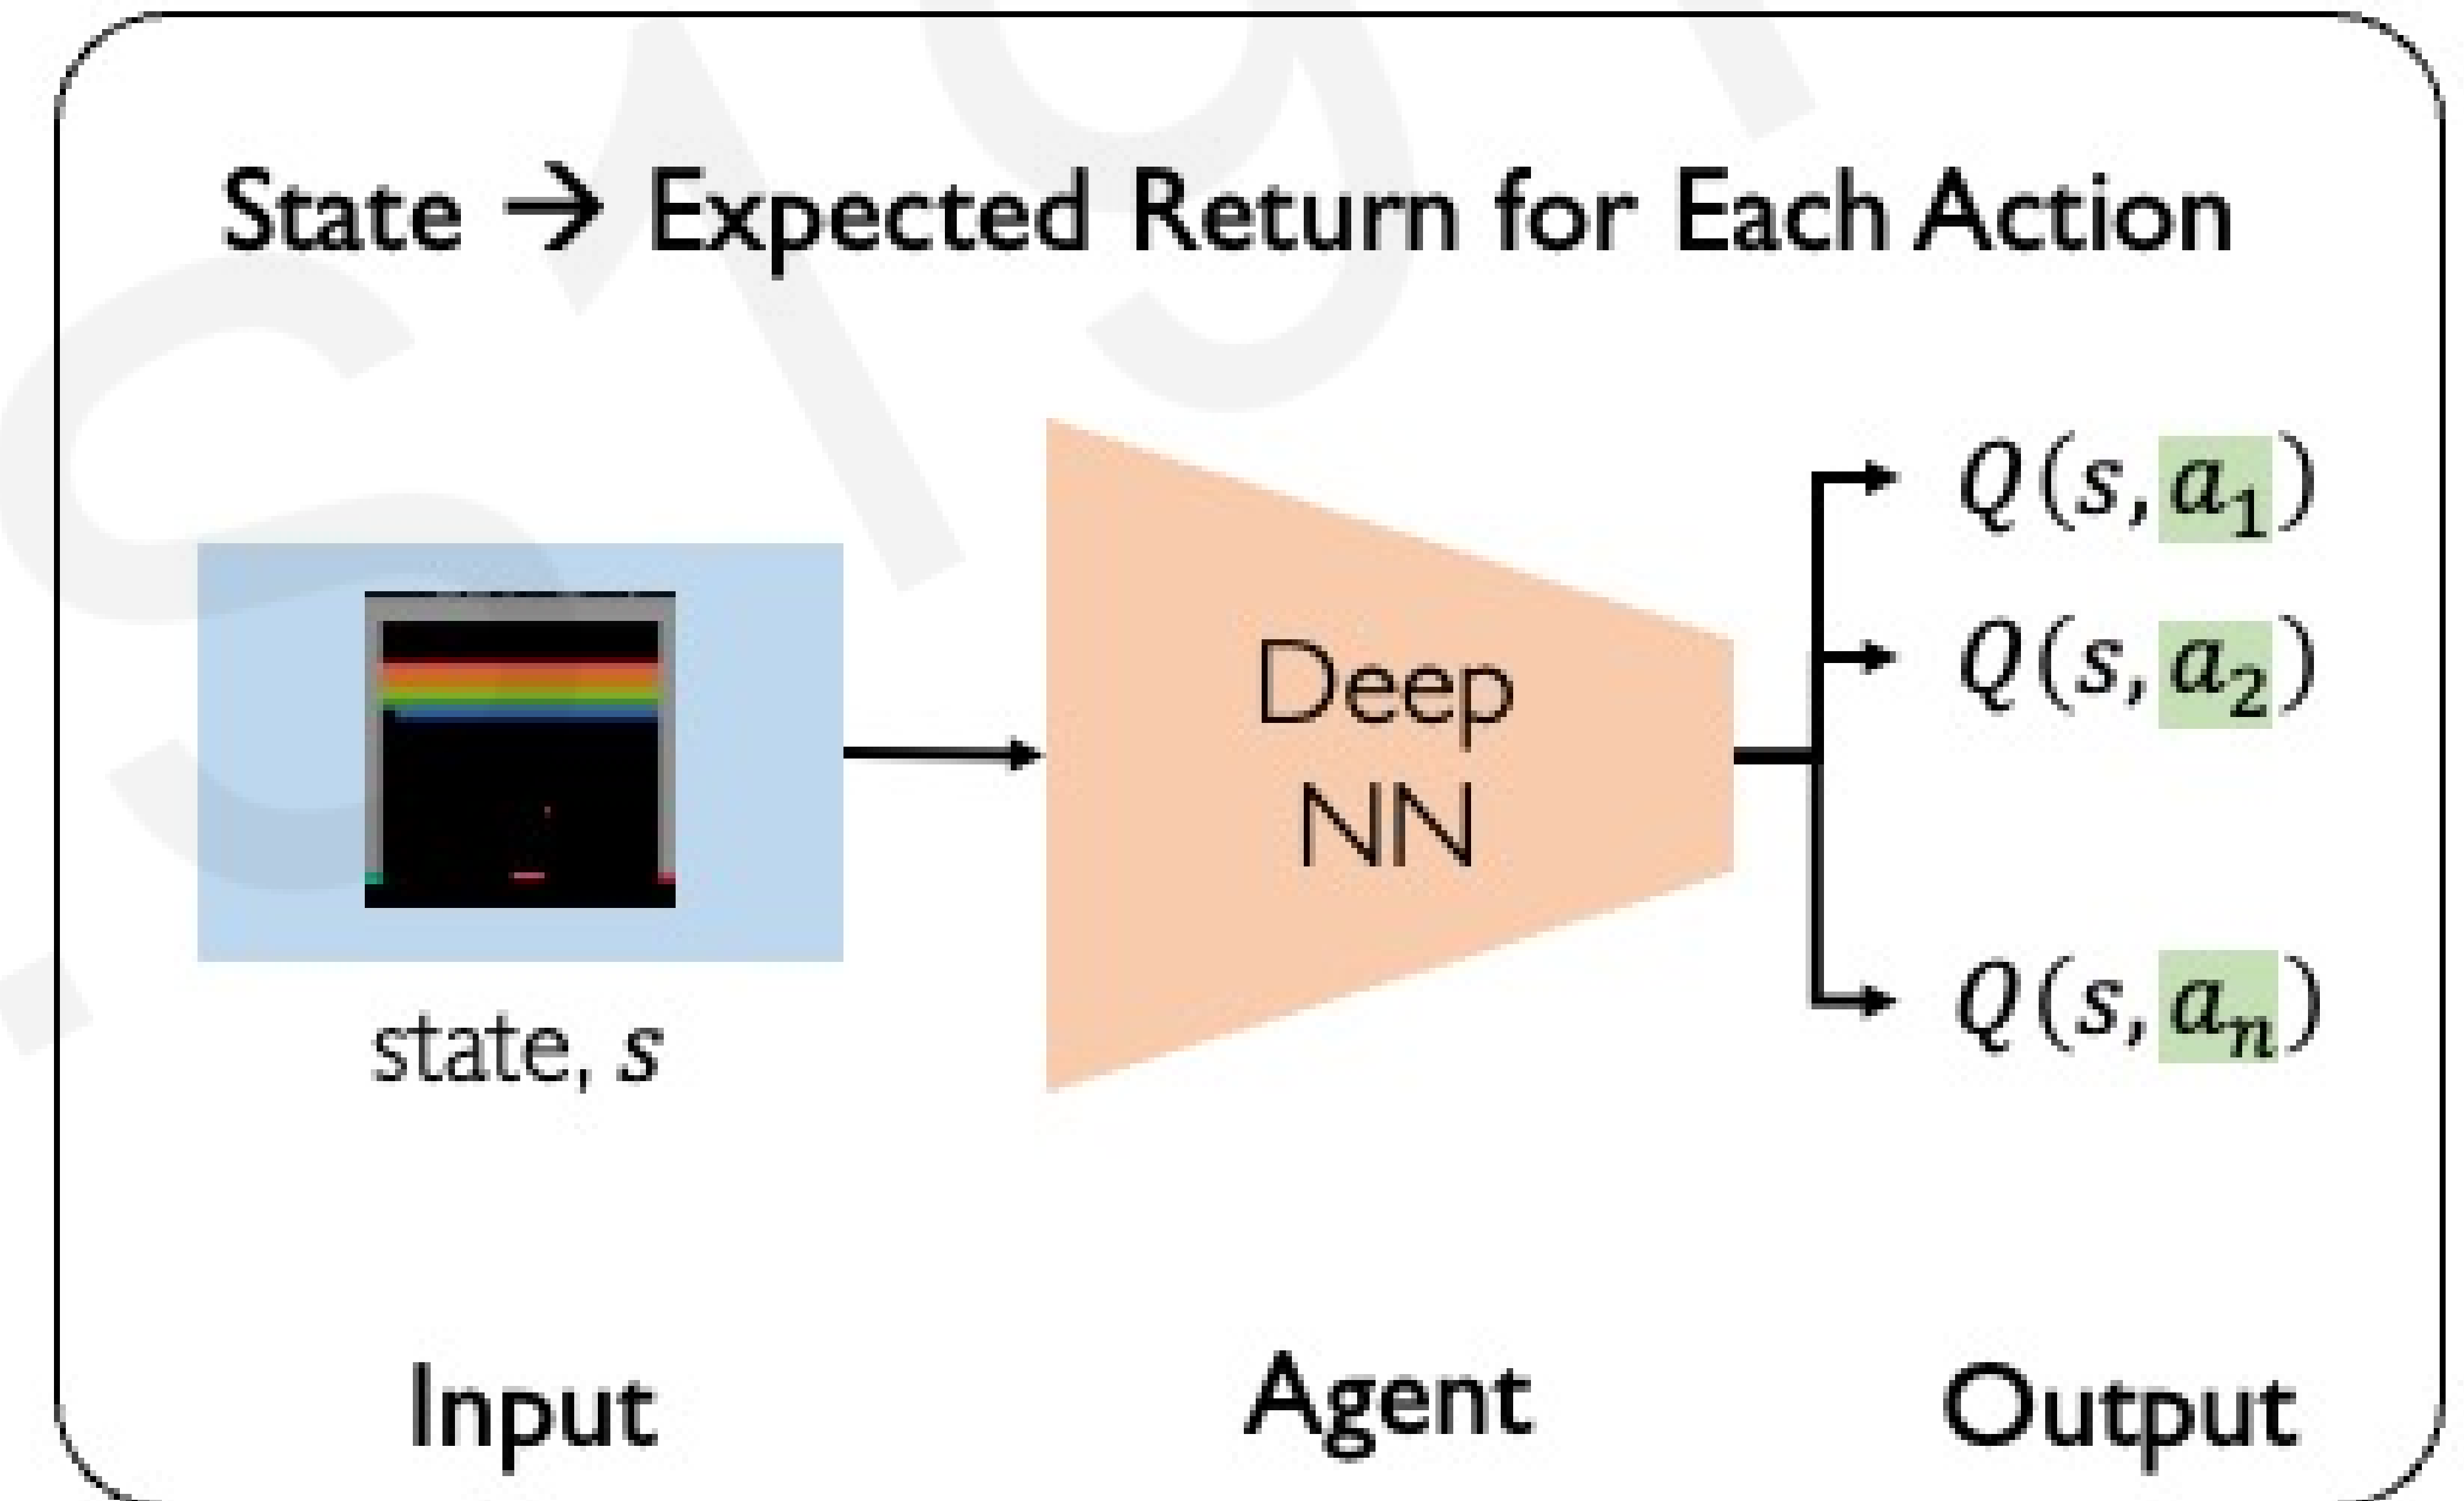 State → Expected Return for Each Action
Q(s, a₁)
Q(s, a₂)
Deep
NN
Q(s, aₙ)
state, s
Input Agent Output